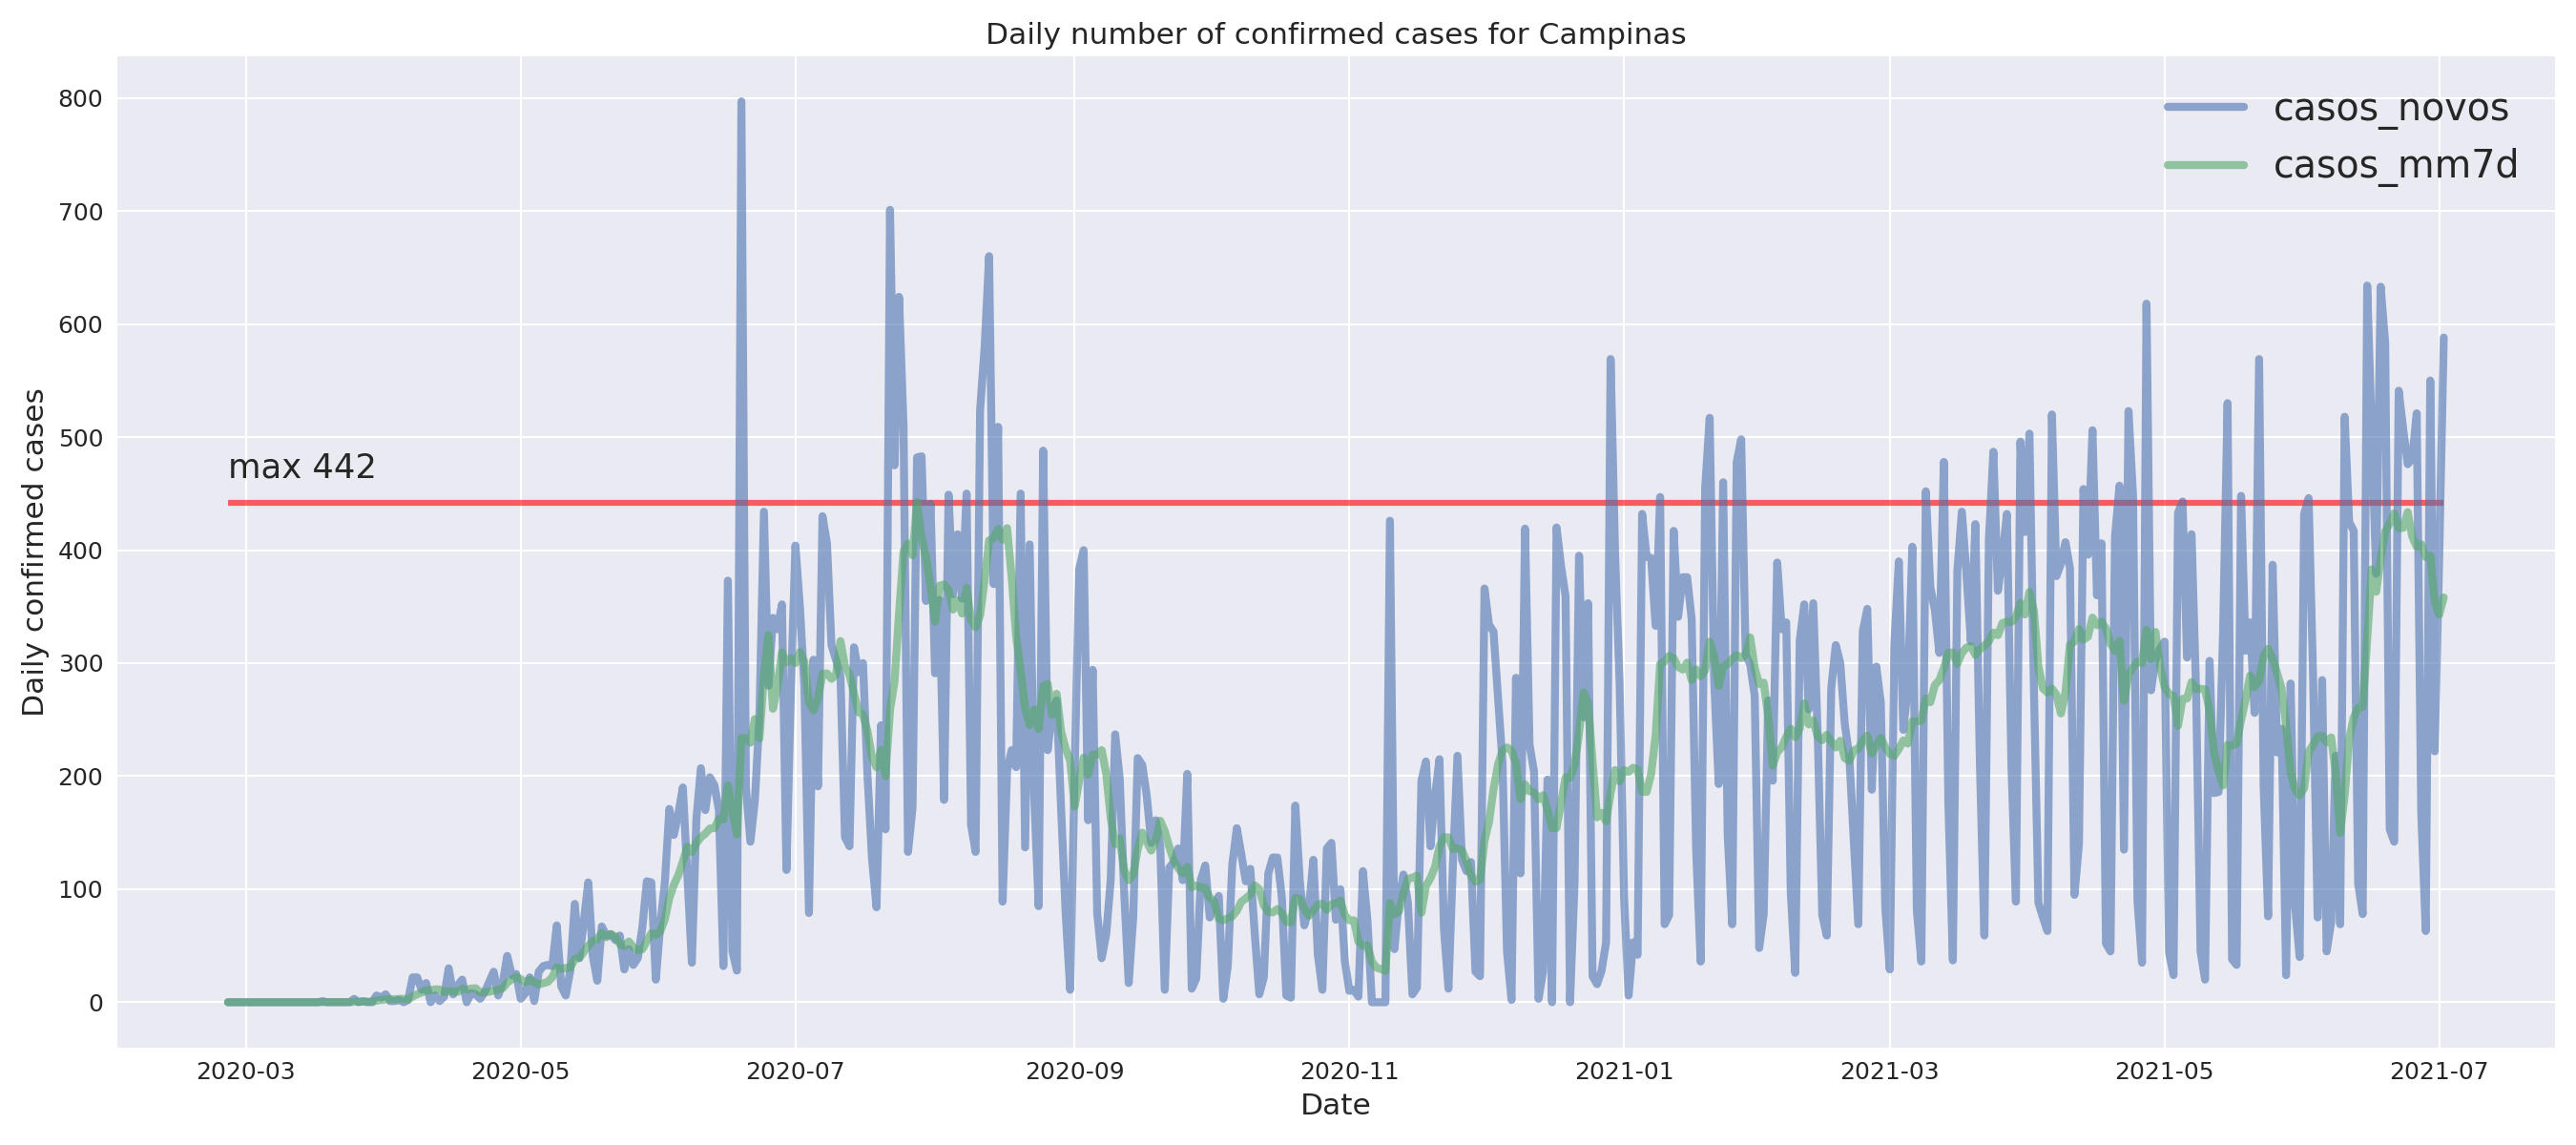 Daily number of confirmed cases for Campinas
casos_novos
casos_mm7d
max 442
Daily confirmed cases
800
700
600
500
400
300
200
100
0
2020-03 2020-05 2020-07 2020-09 2020-11 2021-01 2021-03 2021-05 2021-07
Date